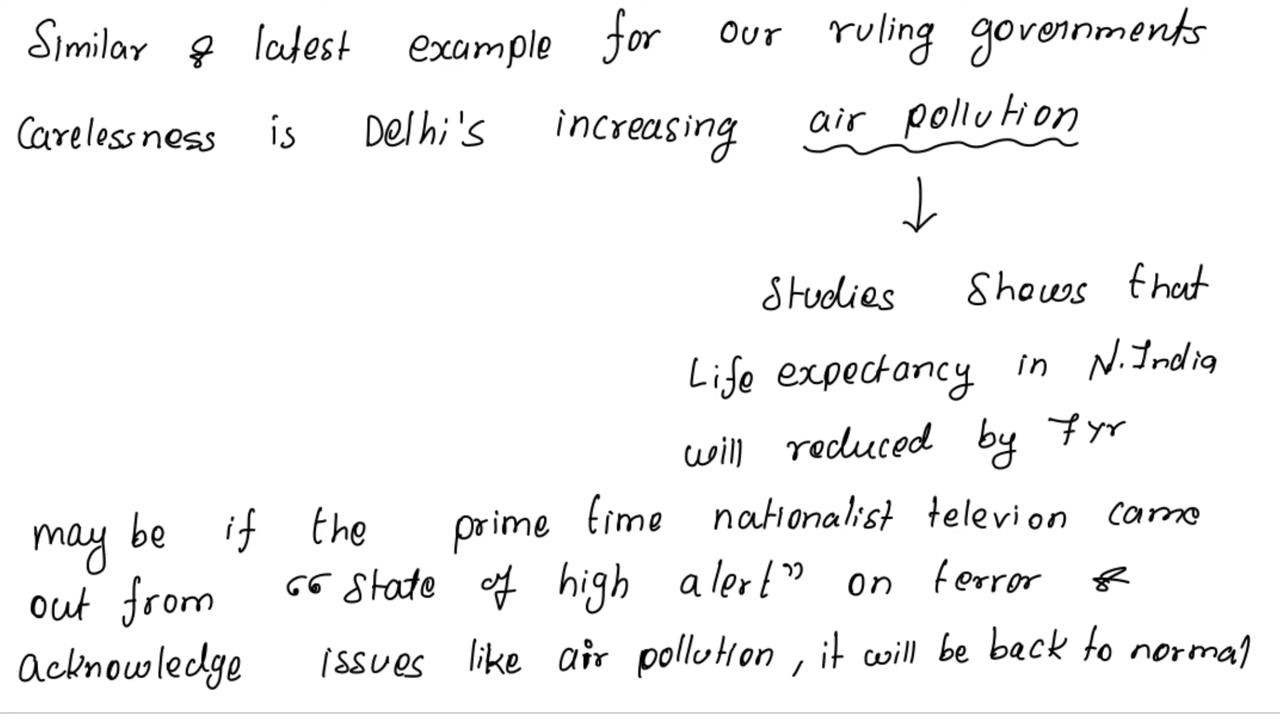 Similar & latest example for our ruling governments
Carelessness is Delhi's increasing air pollution
↓
Studies Shows that
Life expectancy in N.India
will reduced by 7yr
may be if the prime time nationalist televion came
out from “State of high alert” on terror &
acknowledge issues like air pollution, it will be back to normal